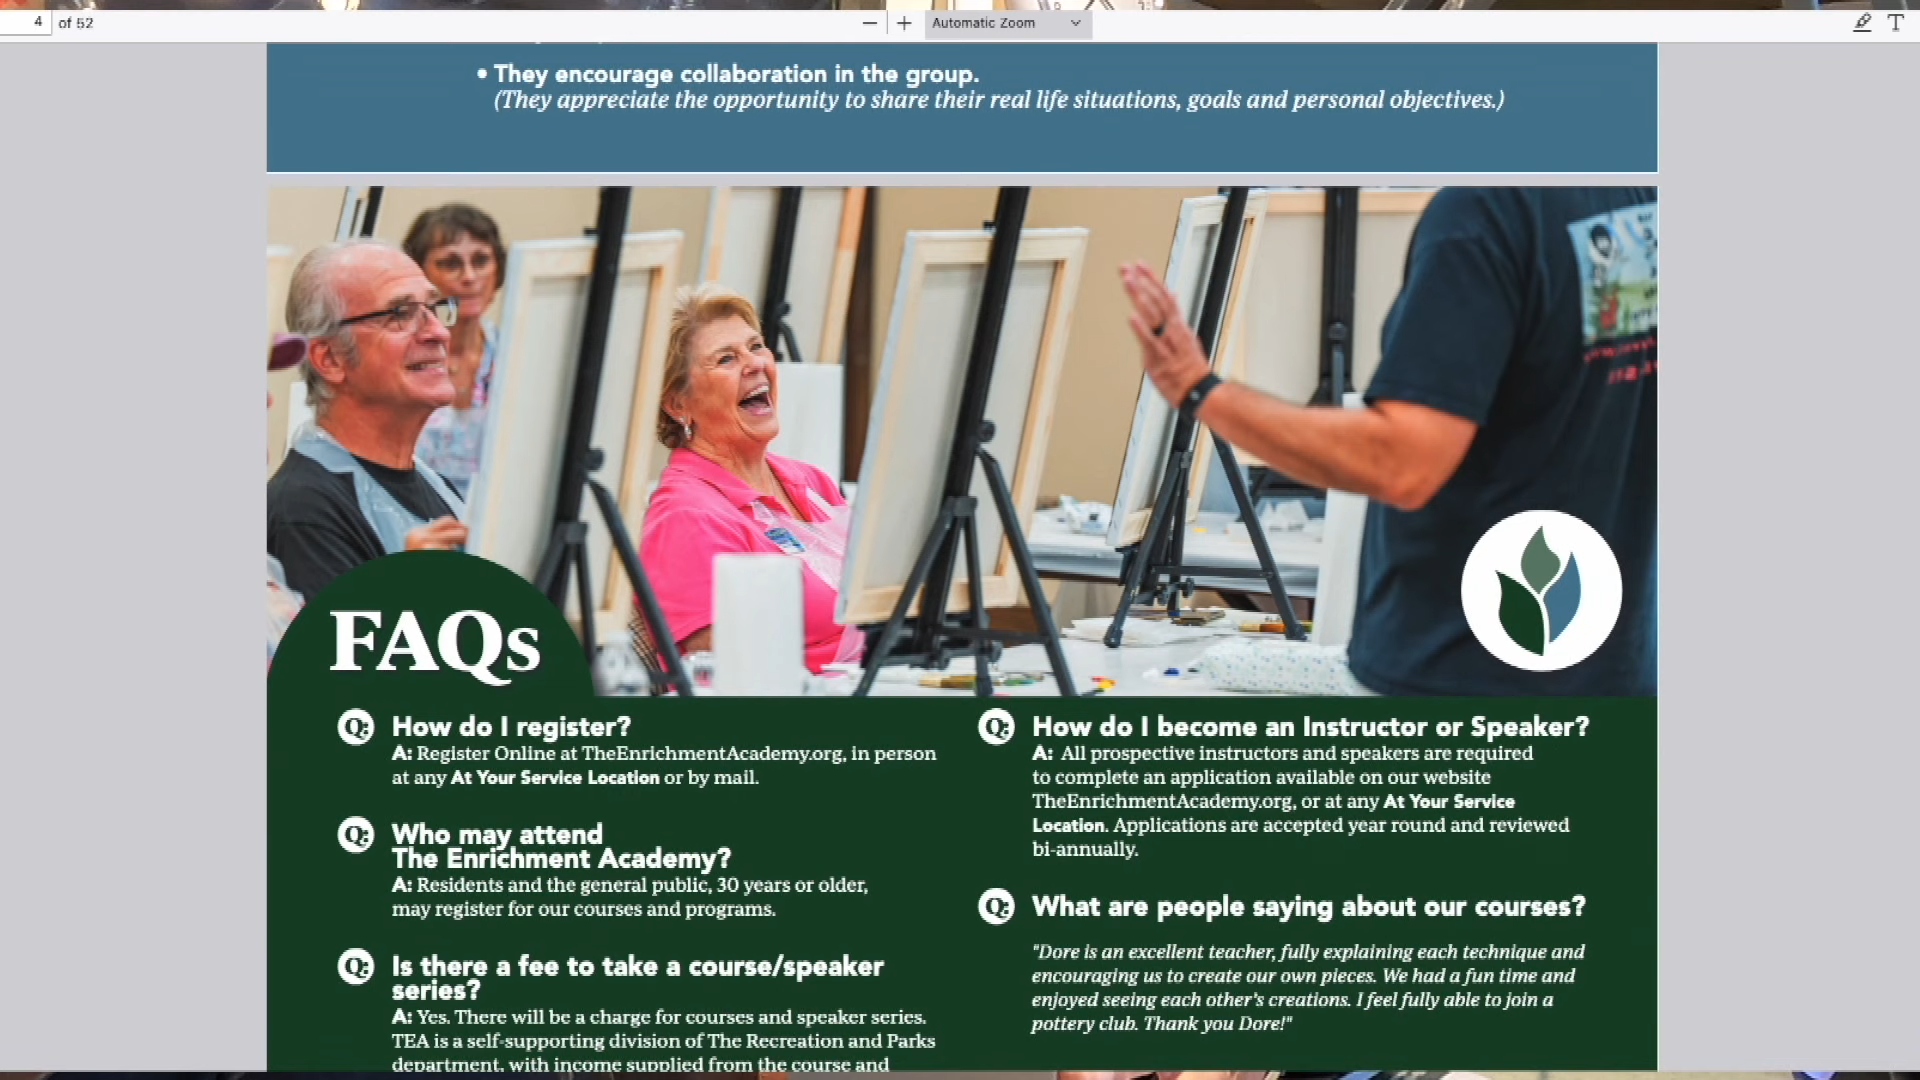 4 of 52
Automatic Zoom
• They encourage collaboration in the group.
(They appreciate the opportunity to share their real life situations, goals and personal objectives.)
FAQs
Q: How do I register?
A: Register Online at TheEnrichmentAcademy.org, in person
at any At Your Service Location or by mail.
Q: Who may attend
The Enrichment Academy?
A: Residents and the general public, 30 years or older,
may register for our courses and programs.
Q: Is there a fee to take a course/speaker
series?
A: Yes. There will be a charge for courses and speaker series.
TEA is a self-supporting division of The Recreation and Parks
department, with income supplied from the course and
Q: How do I become an Instructor or Speaker?
A: All prospective instructors and speakers are required
to complete an application available on our website
TheEnrichmentAcademy.org, or at any At Your Service
Location. Applications are accepted year round and reviewed
bi-annually.
Q: What are people saying about our courses?
"Dore is an excellent teacher, fully explaining each technique and
encouraging us to create our own pieces. We had a fun time and
enjoyed seeing each other's creations. I feel fully able to join a
pottery club. Thank you Dore!"